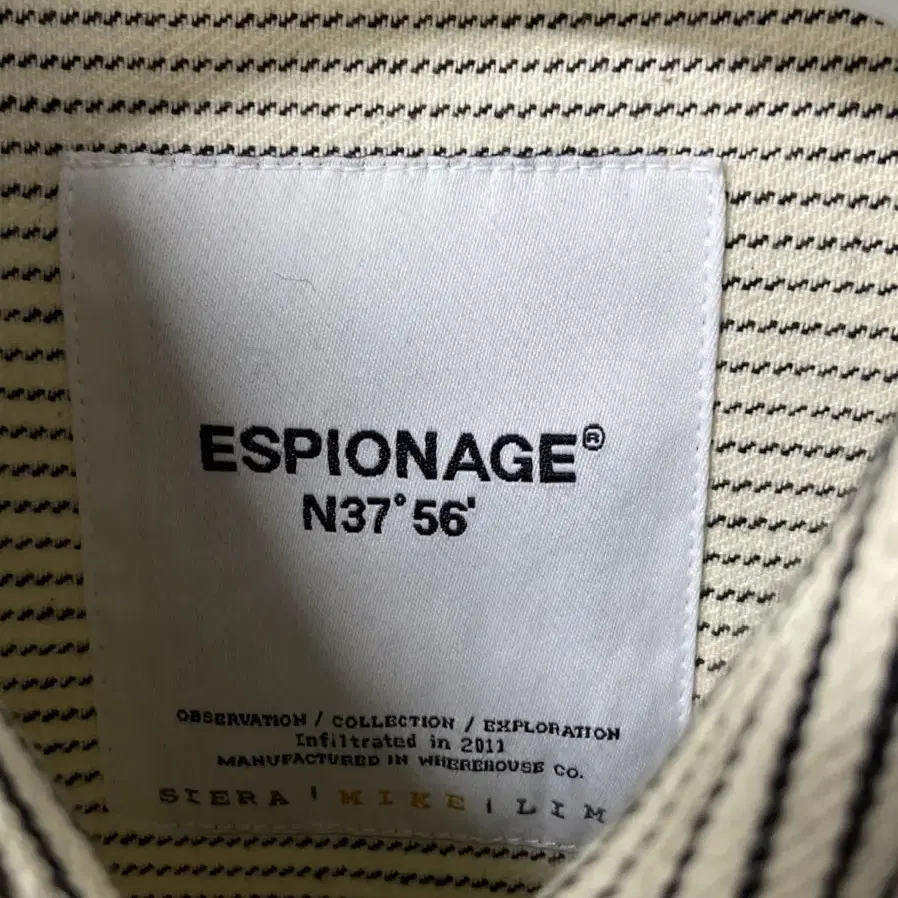 ESPIONAGE®
N37°56'
OBSERVATION / COLLECTION / EXPLORATION
Infiltrated in 2011
MANUFACTURED IN WHEREHOUSE CO.
SIERA | MIKE | LIM